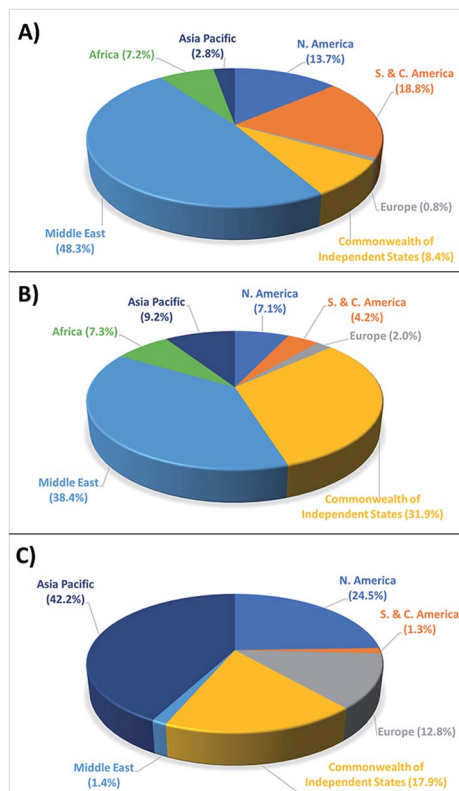 A)
Asia Pacific
(2.8%)
Africa (7.2%)
N. America
(13.7%)
S. & C. America
(18.8%)
Europe (0.8%)
Commonwealth of
Independent States (8.4%)
Middle East
(48.3%)
B)
Asia Pacific
(9.2%)
Africa (7.3%)
N. America
(7.1%)
S. & C. America
(4.2%)
Europe (2.0%)
Middle East
(38.4%)
Commonwealth of
Independent States (31.9%)
C)
Asia Pacific
(42.2%)
N. America
(24.5%)
S. & C. America
(1.3%)
Europe (12.8%)
Middle East
(1.4%)
Commonwealth of
Independent States (17.9%)